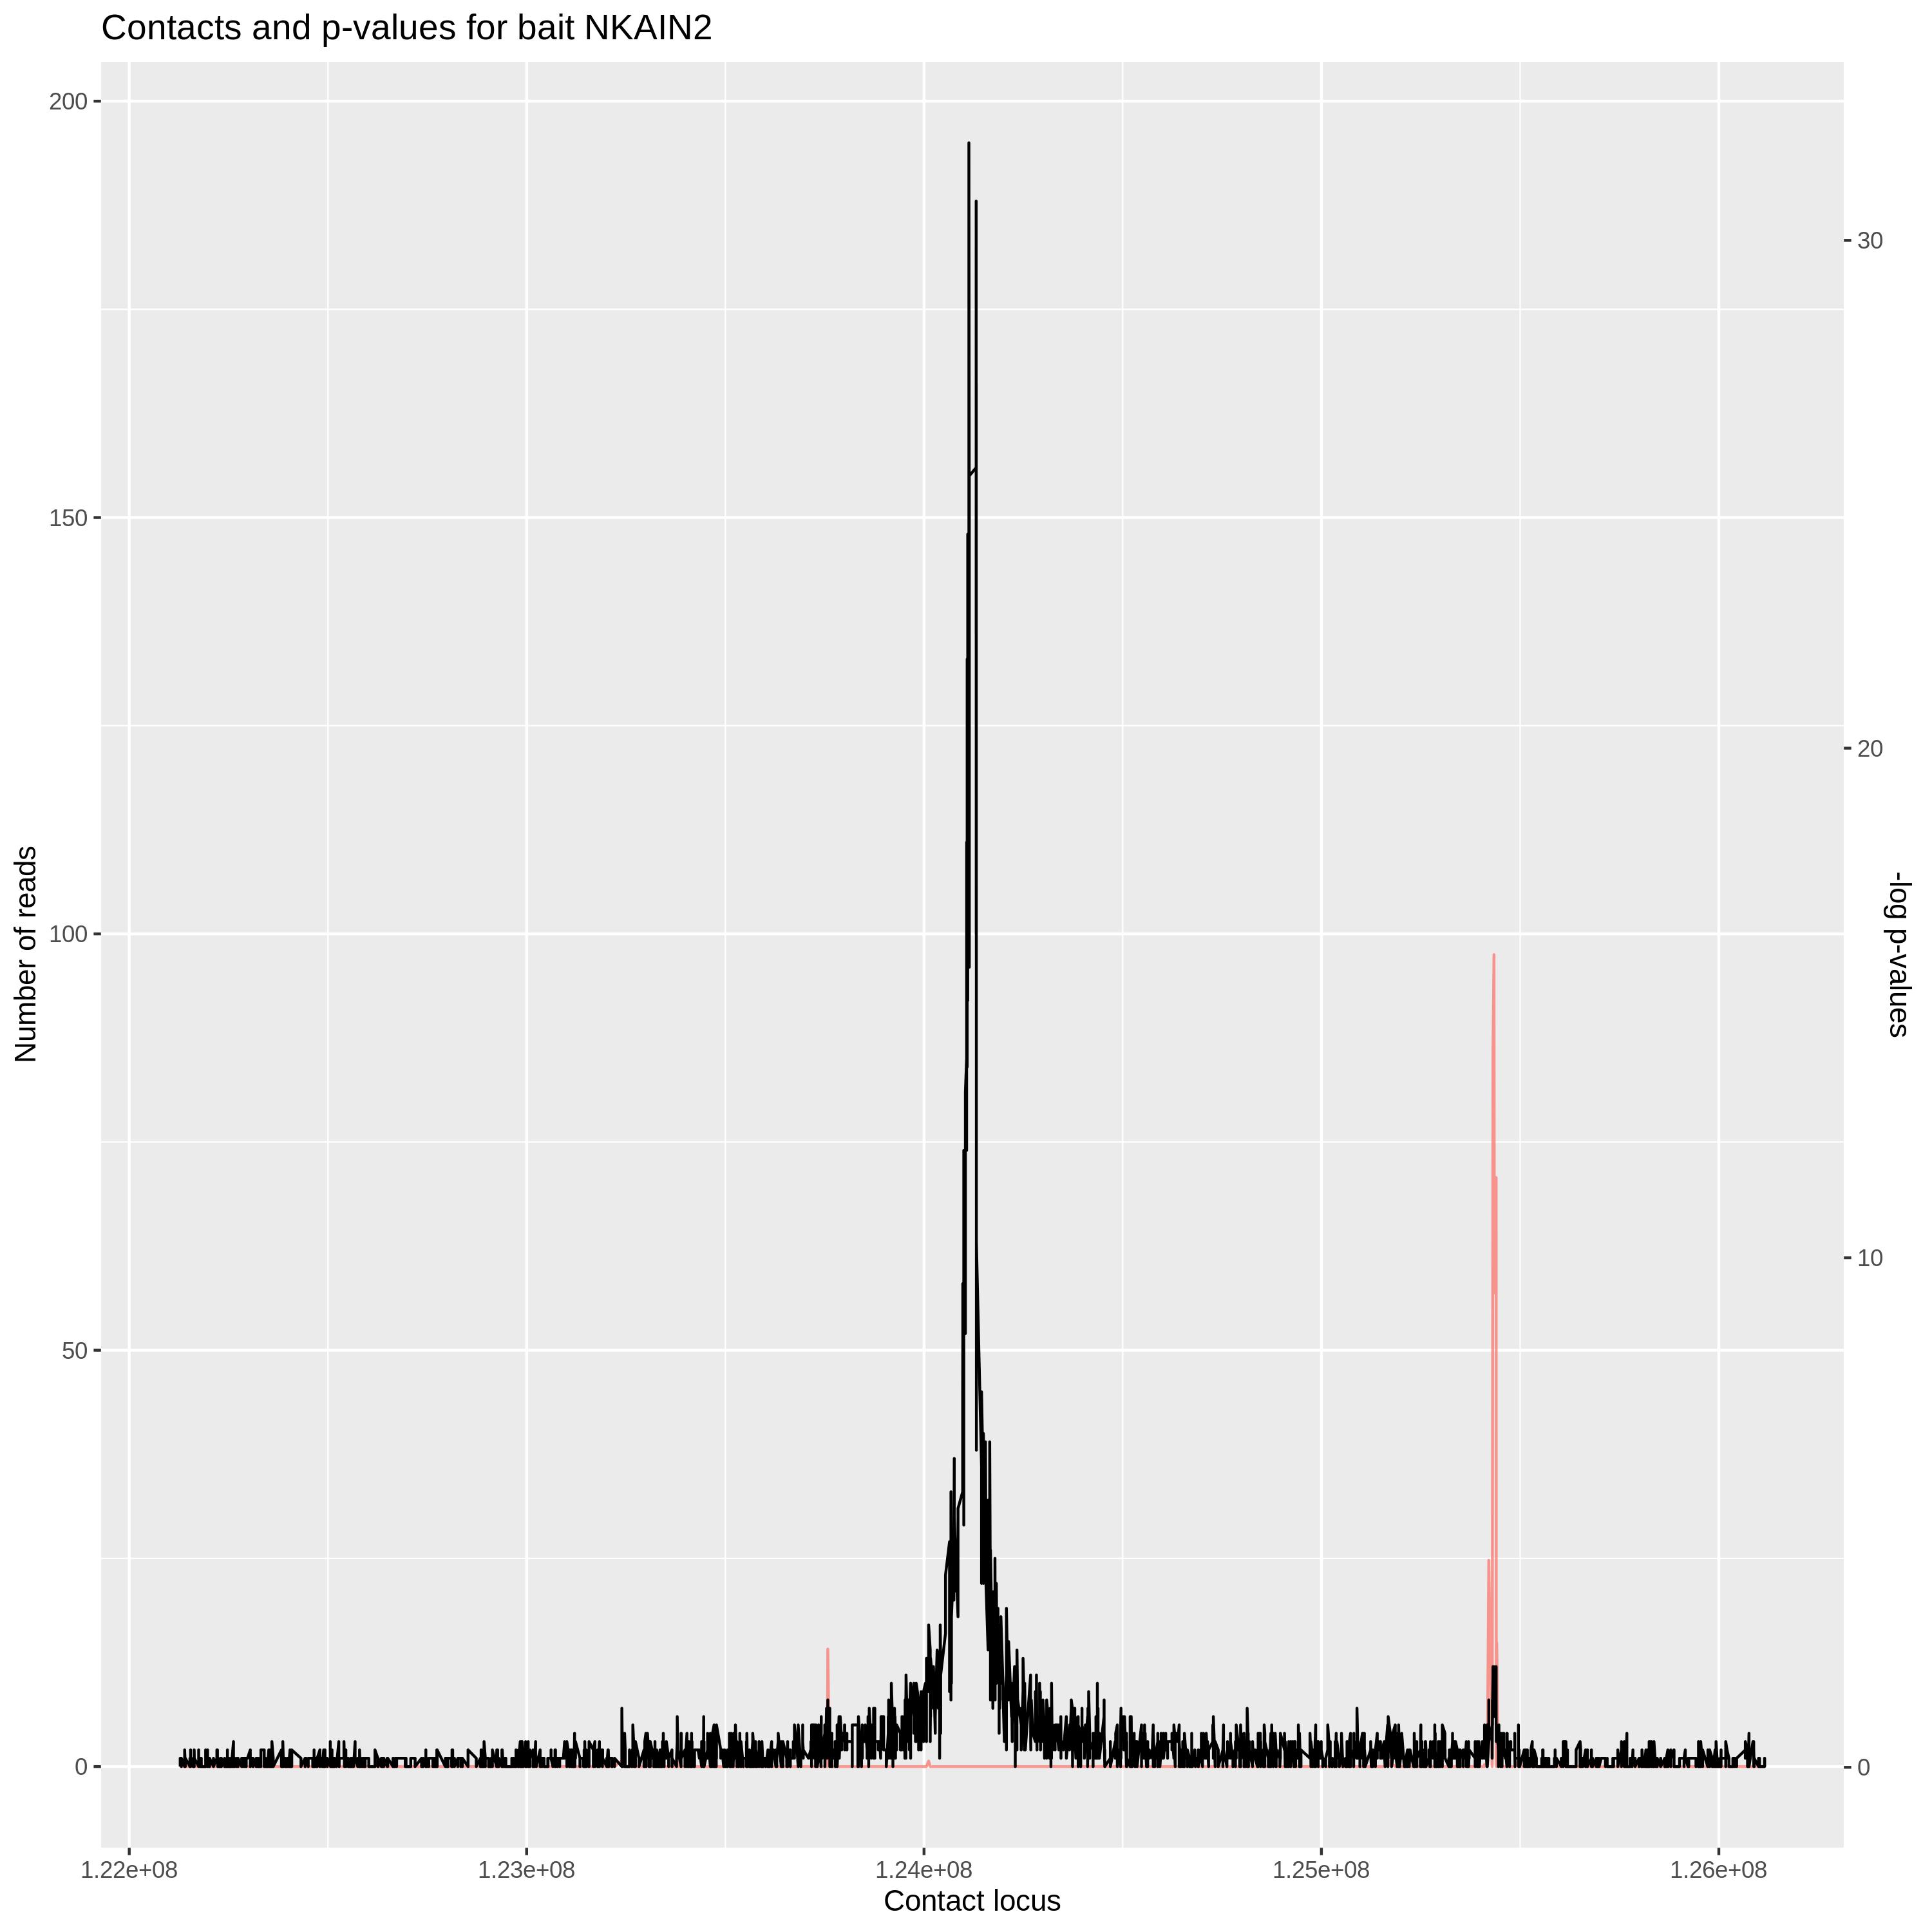 Contacts and p-values for bait NKAIN2
200
150
100
50
0
Number of reads
30
20
10
0
-log p-values
1.22e+08 1.23e+08 1.24e+08 1.25e+08 1.26e+08
Contact locus